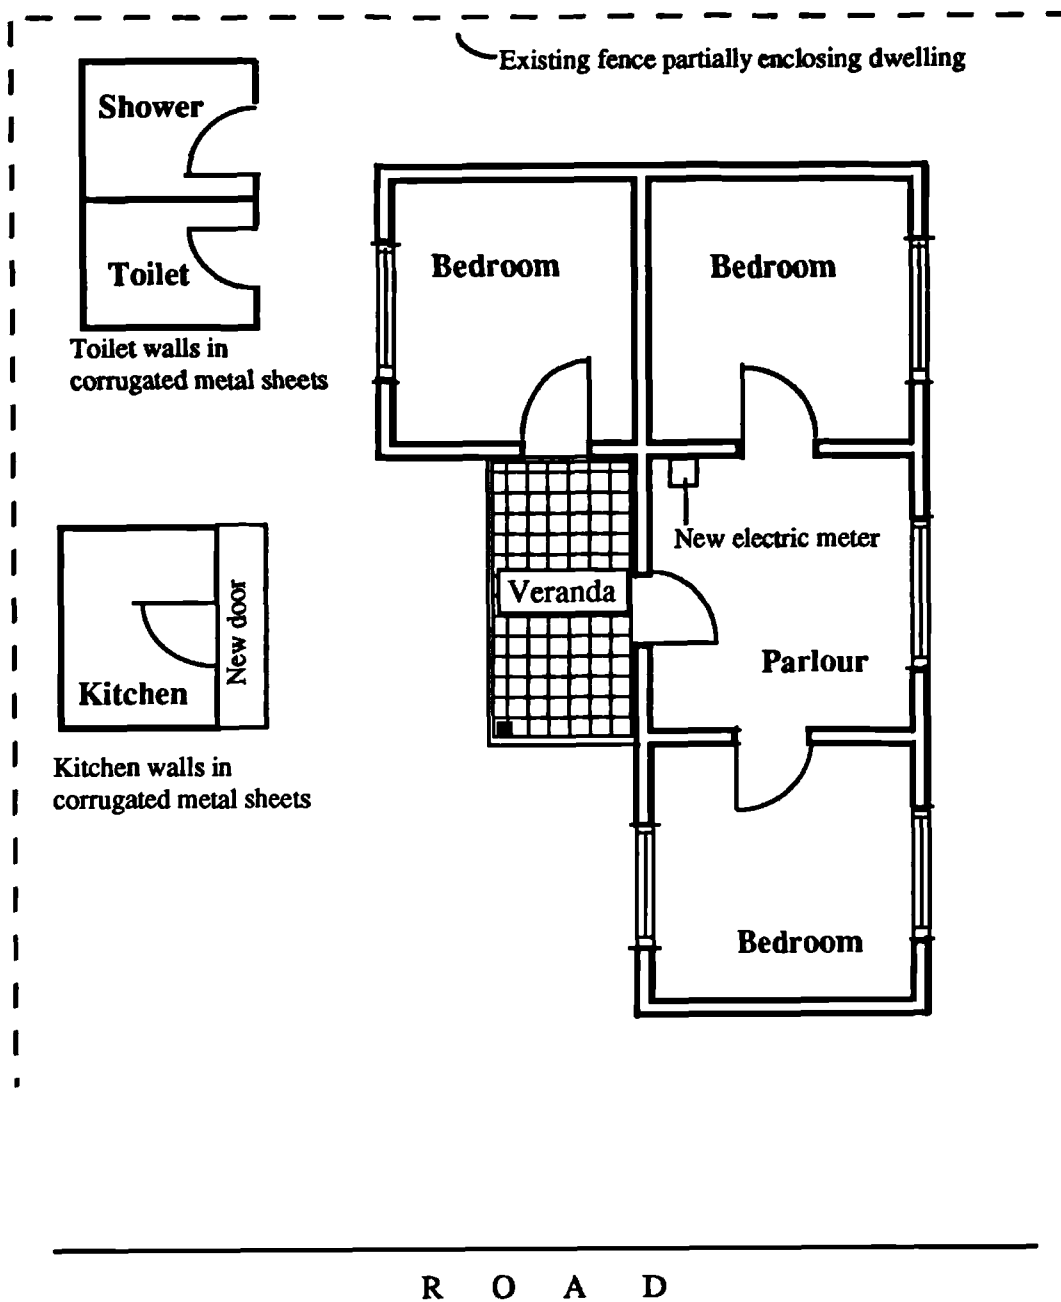 Existing fence partially enclosing dwelling
Shower
Toilet
Toilet walls in
corrugated metal sheets
Bedroom
Bedroom
New electric meter
Veranda
New door
Kitchen
Parlour
Kitchen walls in
corrugated metal sheets
Bedroom
R O A D